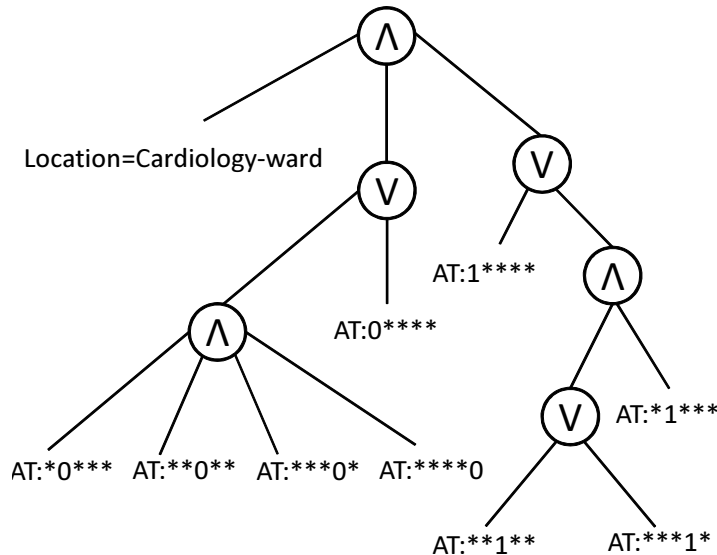 Λ
Location=Cardiology-ward
V
V
AT:1****
Λ
Λ
AT:0****
V
AT:*1***
AT:*0***
AT:**0**
AT:***0*
AT:****0
AT:**1**
AT:***1*